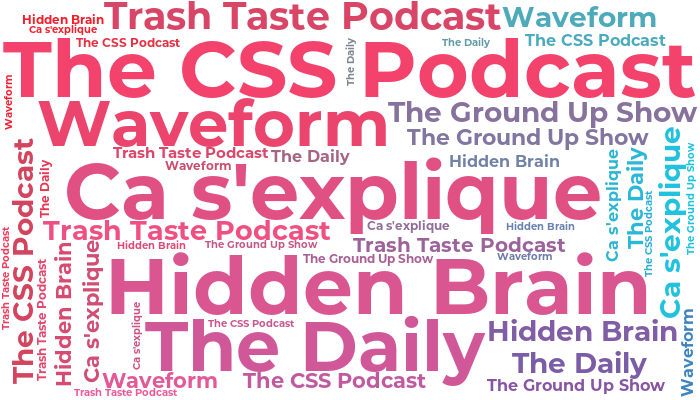 Hidden Brain
Trash Taste Podcast
Waveform
Ca s'explique
The CSS Podcast
The Daily
The Daily
The CSS Podcast
The CSS Podcast
Waveform
Waveform
The Ground Up Show
The Ground Up Show
Trash Taste Podcast
The Daily
Hidden Brain
Waveform
Ca s'explique
The CSS Podcast
The Daily
Ca s'explique
The Daily
The CSS Podcast
Ca s'explique
The Ground Up Show
Trash Taste Podcast
Ca s'explique
Hidden Brain
Trash Taste Podcast
Trash Taste Podcast
Hidden Brain
Ca s'explique
Hidden Brain
The Ground Up Show
Trash Taste Podcast
The Ground Up Show
Waveform
Hidden Brain
Ca s'explique
The CSS Podcast
The Daily
Hidden Brain
The Daily
Waveform
Waveform
The CSS Podcast
The Ground Up Show
Trash Taste Podcast